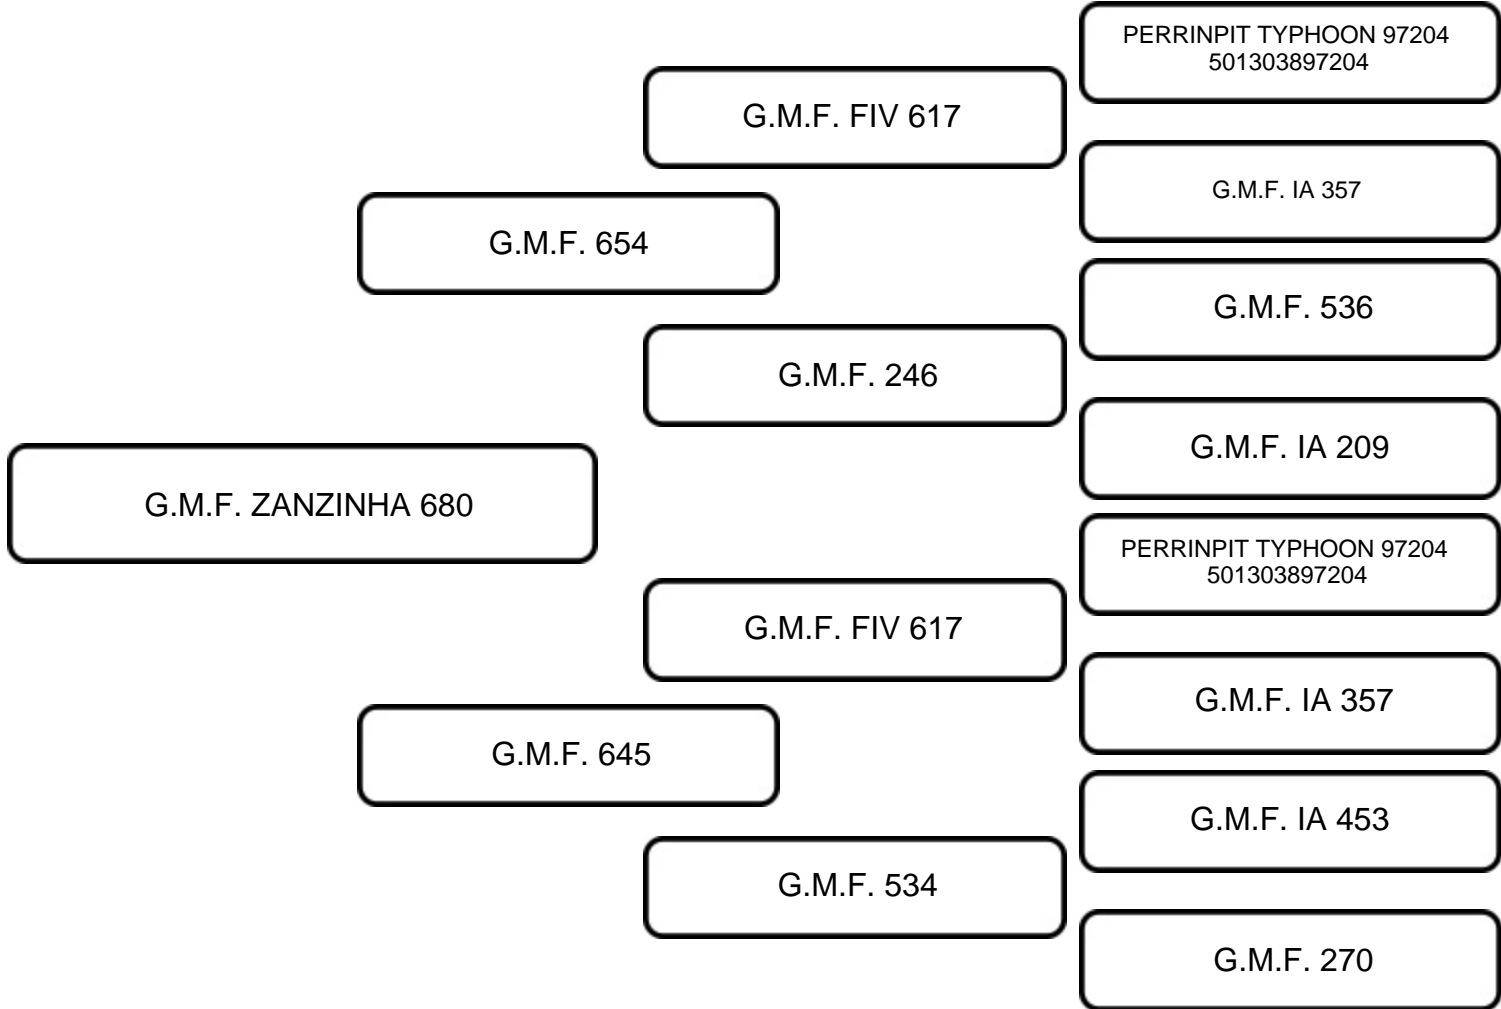 PERRINPIT TYPHOON 97204
501303897204
G.M.F. FIV 617
G.M.F. IA 357
G.M.F. 654
G.M.F. 536
G.M.F. 246
G.M.F. IA 209
G.M.F. ZANZINHA 680
PERRINPIT TYPHOON 97204
501303897204
G.M.F. FIV 617
G.M.F. IA 357
G.M.F. 645
G.M.F. IA 453
G.M.F. 534
G.M.F. 270